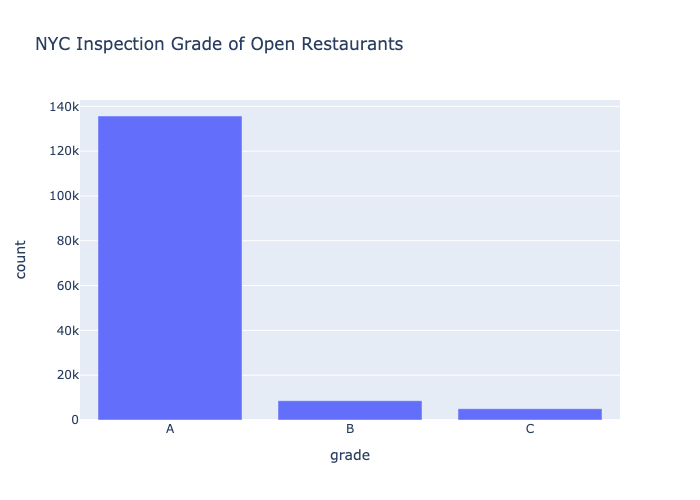 NYC Inspection Grade of Open Restaurants
140k
120k
100k
80k
60k
40k
20k
0
count
A B C
grade